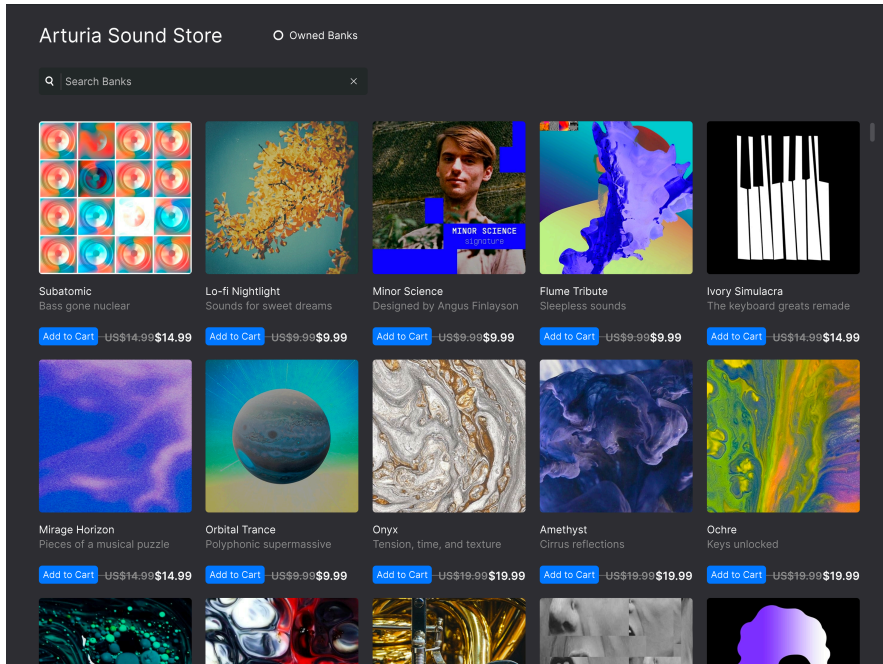 Arturia Sound Store
Owned Banks
Search Banks
MINOR SCIENCE
signature
Subatomic
Bass gone nuclear
Add to Cart US$14.99$14.99
Lo-fi Nightlight
Sounds for sweet dreams
Add to Cart US$9.99$9.99
Minor Science
Designed by Angus Finlayson
Add to Cart US$9.99$9.99
Flume Tribute
Sleepless sounds
Add to Cart US$9.99$9.99
Ivory Simulacra
The keyboard greats remade
Add to Cart US$14.99$14.99
Mirage Horizon
Pieces of a musical puzzle
Add to Cart US$14.99$14.99
Orbital Trance
Polyphonic supermassive
Add to Cart US$9.99$9.99
Onyx
Tension, time, and texture
Add to Cart US$19.99$19.99
Amethyst
Cirrus reflections
Add to Cart US$19.99$19.99
Ochre
Keys unlocked
Add to Cart US$19.99$19.99